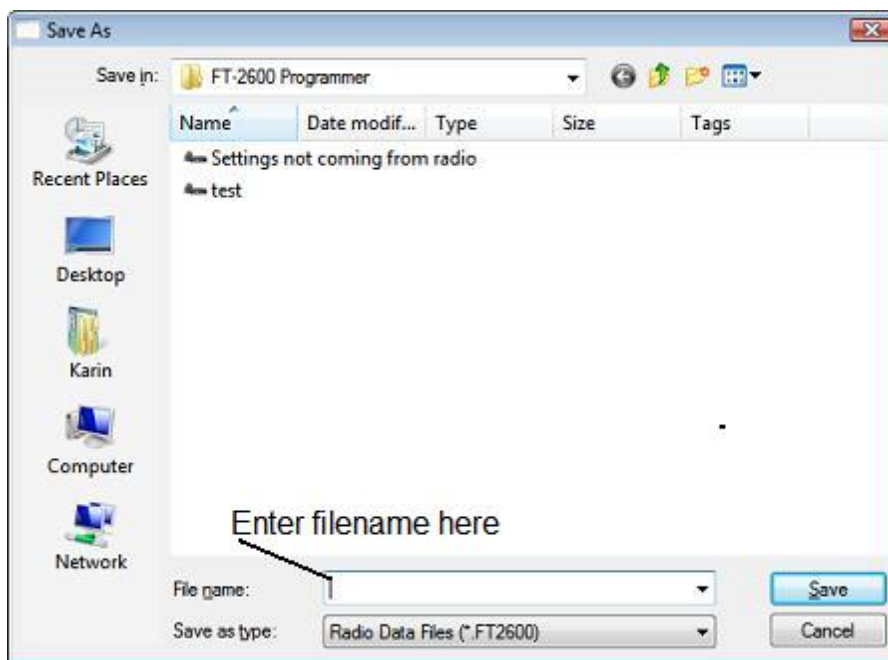 Save As
Save in: FT-2600 Programmer
Name Date modif... Type Size Tags
Settings not coming from radio
test
Recent Places
Desktop
Karin
Computer
Network
Enter filename here
File name: Save
Save as type: Radio Data Files (*.FT2600) Cancel